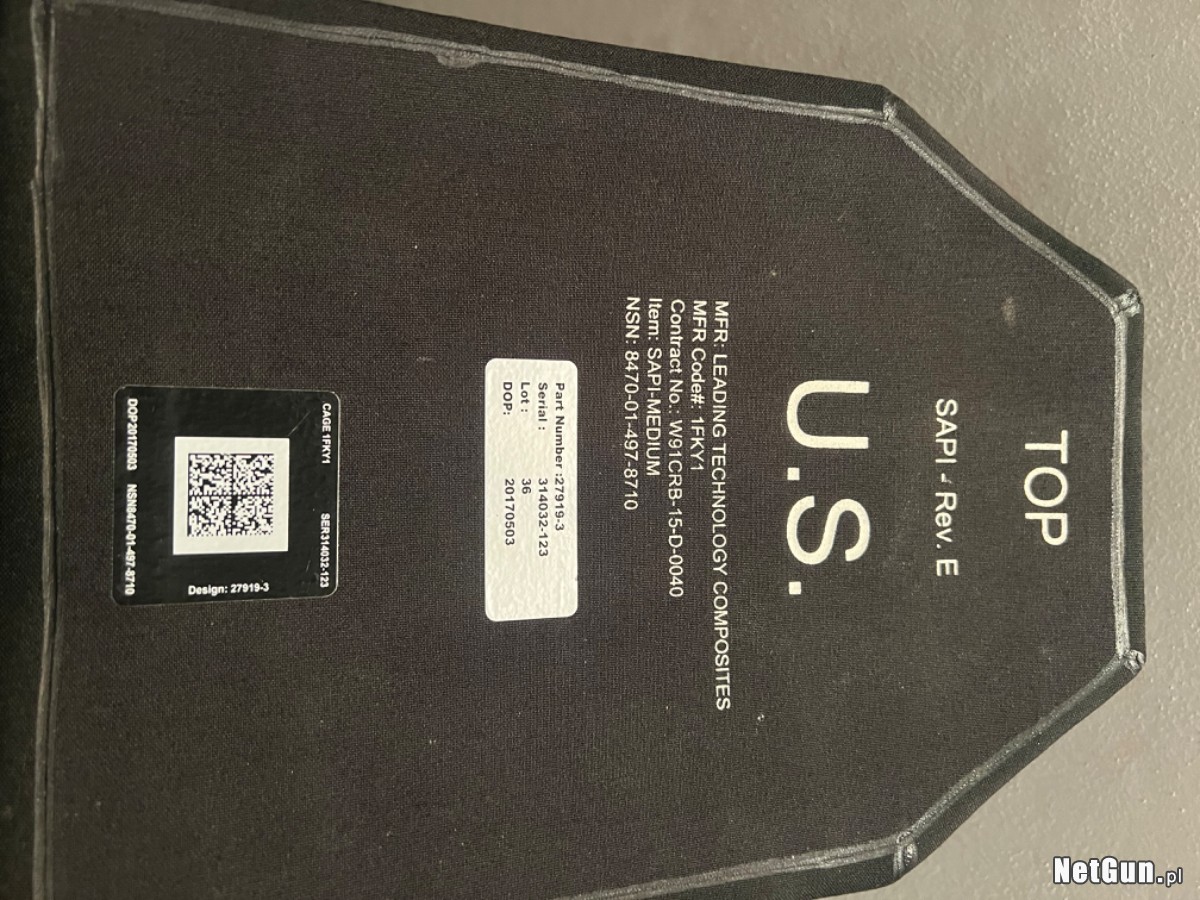 TOP
SAPI - Rev. E
U.S.
MFR: LEADING TECHNOLOGY COMPOSITES
MFR Code#: 1FKY1
Contract No.: W91CRB-15-D-0040
Item: SAPI-MEDIUM
NSN: 8470-01-497-8710
Part Number :27919-3
Serial : 314032-123
Lot : 36
DOP: 20170503
CAGE 1FKY1 SER314032-123
Design: 27919-3
DOP20170503 NSN8470-01-497-8710
NetGun.pl